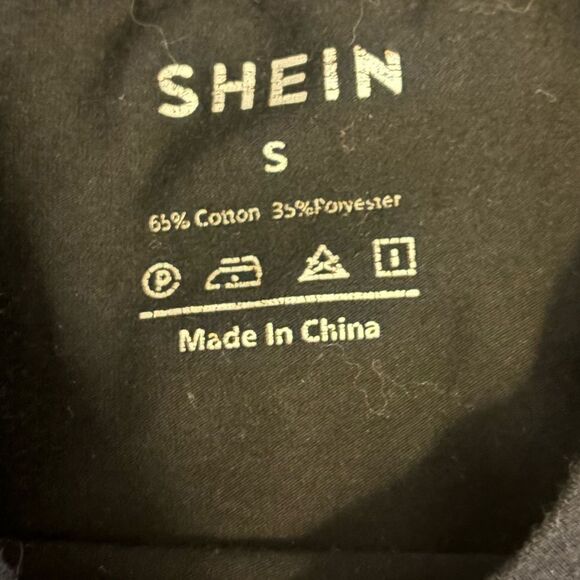 SHEIN
S
65% Cotton 35%Polyester
P
Made In China